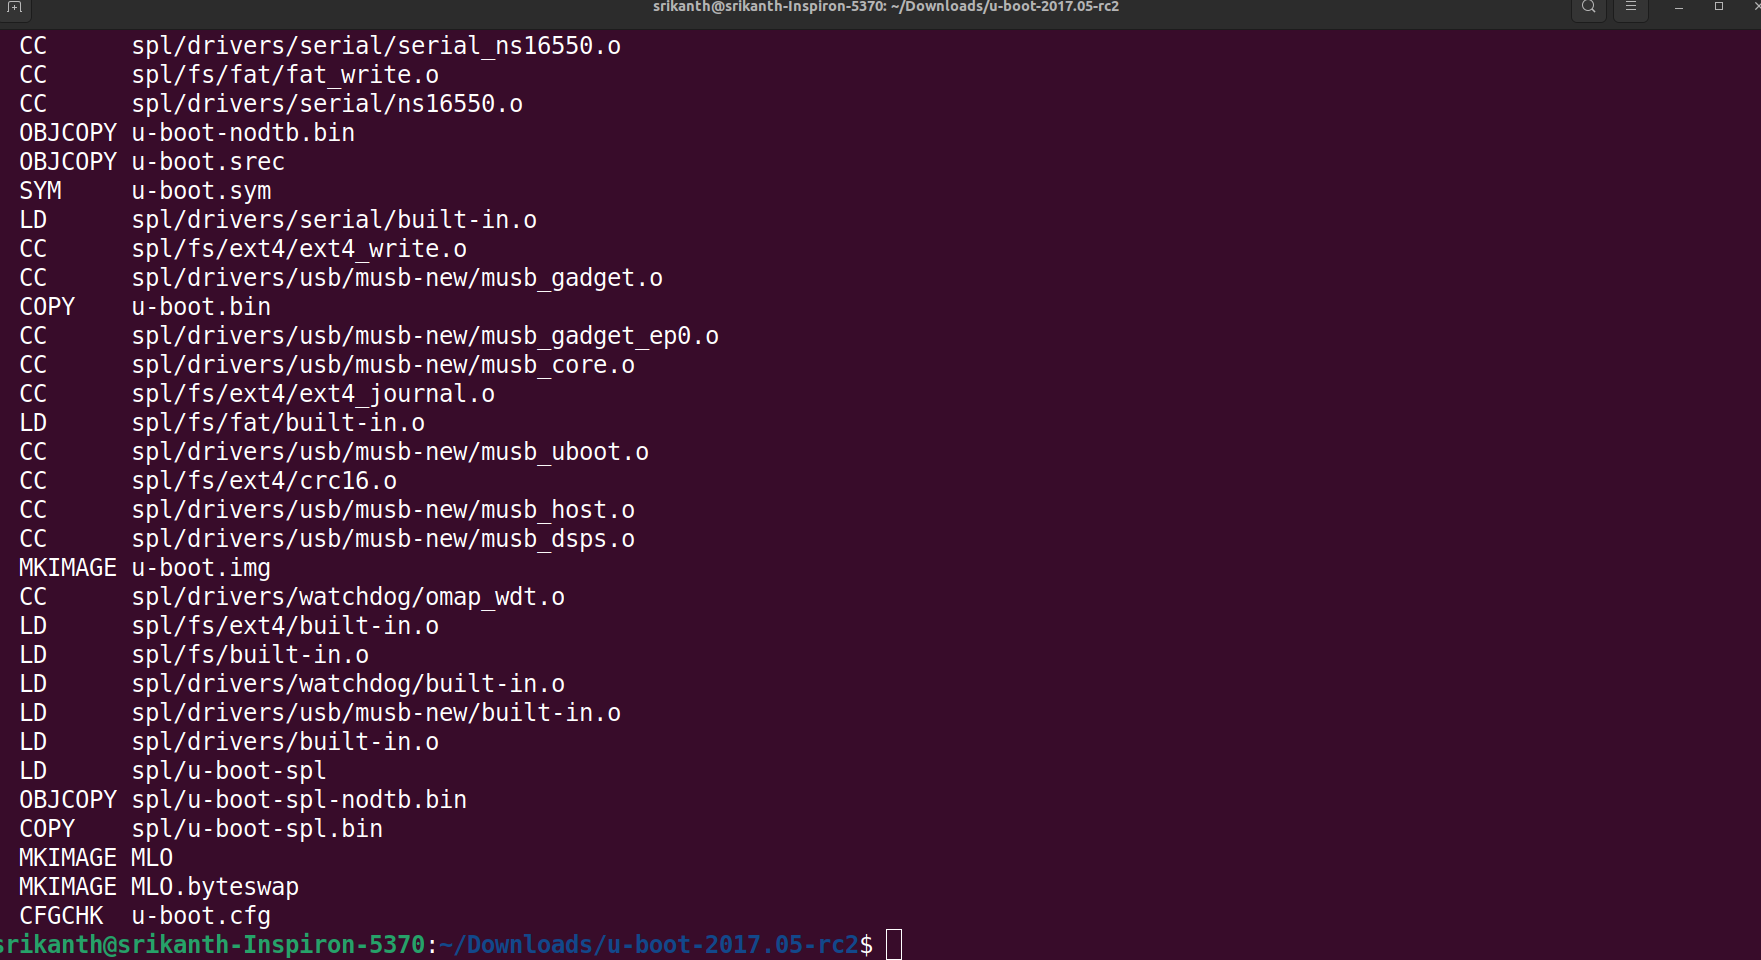 srikanth@srikanth-Inspiron-5370: ~/Downloads/u-boot-2017.05-rc2
CC      spl/drivers/serial/serial_ns16550.o
CC      spl/fs/fat/fat_write.o
CC      spl/drivers/serial/ns16550.o
OBJCOPY u-boot-nodtb.bin
OBJCOPY u-boot.srec
SYM     u-boot.sym
LD      spl/drivers/serial/built-in.o
CC      spl/fs/ext4/ext4_write.o
CC      spl/drivers/usb/musb-new/musb_gadget.o
COPY    u-boot.bin
CC      spl/drivers/usb/musb-new/musb_gadget_ep0.o
CC      spl/drivers/usb/musb-new/musb_core.o
CC      spl/fs/ext4/ext4_journal.o
LD      spl/fs/fat/built-in.o
CC      spl/drivers/usb/musb-new/musb_uboot.o
CC      spl/fs/ext4/crc16.o
CC      spl/drivers/usb/musb-new/musb_host.o
CC      spl/drivers/usb/musb-new/musb_dsps.o
MKIMAGE u-boot.img
CC      spl/drivers/watchdog/omap_wdt.o
LD      spl/fs/ext4/built-in.o
LD      spl/fs/built-in.o
LD      spl/drivers/watchdog/built-in.o
LD      spl/drivers/usb/musb-new/built-in.o
LD      spl/drivers/built-in.o
LD      spl/u-boot-spl
OBJCOPY spl/u-boot-spl-nodtb.bin
COPY    spl/u-boot-spl.bin
MKIMAGE MLO
MKIMAGE MLO.byteswap
CFGCHK  u-boot.cfg
srikanth@srikanth-Inspiron-5370:~/Downloads/u-boot-2017.05-rc2$